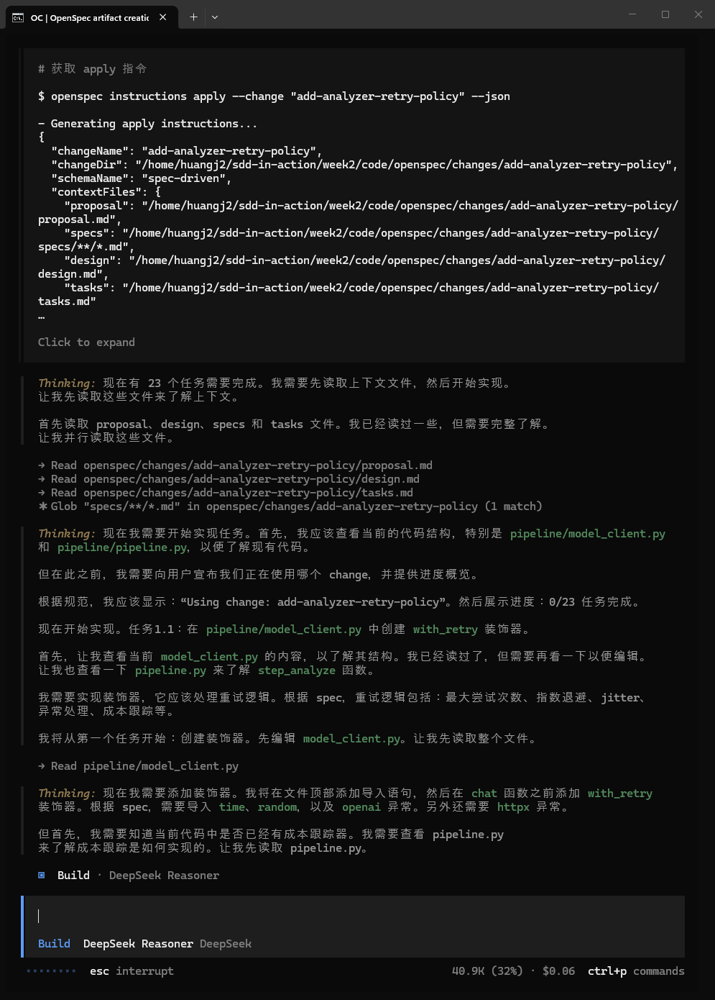 OC | OpenSpec artifact creatic
# 获取 apply 指令
$ openspec instructions apply --change "add-analyzer-retry-policy" --json
- Generating apply instructions...
{
"changeName": "add-analyzer-retry-policy",
"changeDir": "/home/huangj2/sdd-in-action/week2/code/openspec/changes/add-analyzer-retry-policy",
"schemaName": "spec-driven",
"contextFiles": {
"proposal": "/home/huangj2/sdd-in-action/week2/code/openspec/changes/add-analyzer-retry-policy/
proposal.md",
"specs": "/home/huangj2/sdd-in-action/week2/code/openspec/changes/add-analyzer-retry-policy/
specs/**/*.md",
"design": "/home/huangj2/sdd-in-action/week2/code/openspec/changes/add-analyzer-retry-policy/
design.md",
"tasks": "/home/huangj2/sdd-in-action/week2/code/openspec/changes/add-analyzer-retry-policy/
tasks.md"
…
Click to expand
Thinking: 现在有 23 个任务需要完成。我需要先读取上下文文件，然后开始实现。
让我先读取这些文件来了解上下文。
首先读取 proposal、design、specs 和 tasks 文件。我已经读过一些，但需要完整了解。
让我并行读取这些文件。
→ Read openspec/changes/add-analyzer-retry-policy/proposal.md
→ Read openspec/changes/add-analyzer-retry-policy/design.md
→ Read openspec/changes/add-analyzer-retry-policy/tasks.md
✱ Glob "specs/**/*.md" in openspec/changes/add-analyzer-retry-policy (1 match)
Thinking: 现在我需要开始实现任务。首先，我应该查看当前的代码结构，特别是 pipeline/model_client.py
和 pipeline/pipeline.py，以便了解现有代码。
但在此之前，我需要向用户宣布我们正在使用哪个 change，并提供进度概览。
根据规范，我应该显示：“Using change: add-analyzer-retry-policy”。然后展示进度：0/23 任务完成。
现在开始实现。任务1.1：在 pipeline/model_client.py 中创建 with_retry 装饰器。
首先，让我查看当前 model_client.py 的内容，以了解其结构。我已经读过了，但需要再看一下以便编辑。
让我也查看一下 pipeline.py 来了解 step_analyze 函数。
我需要实现装饰器，它应该处理重试逻辑。根据 spec，重试逻辑包括：最大尝试次数、指数退避、jitter、
异常处理、成本跟踪等。
我将从第一个任务开始：创建装饰器。先编辑 model_client.py。让我先读取整个文件。
→ Read pipeline/model_client.py
Thinking: 现在我需要添加装饰器。我将在文件顶部添加导入语句，然后在 chat 函数之前添加 with_retry
装饰器。根据 spec，需要导入 time、random，以及 openai 异常。另外还需要 httpx 异常。
但首先，我需要知道当前代码中是否已经有成本跟踪器。我需要查看 pipeline.py
来了解成本跟踪是如何实现的。让我先读取 pipeline.py。
Build · DeepSeek Reasoner
Build DeepSeek Reasoner DeepSeek
esc interrupt 40.9K (32%) · $0.06 ctrl+p commands